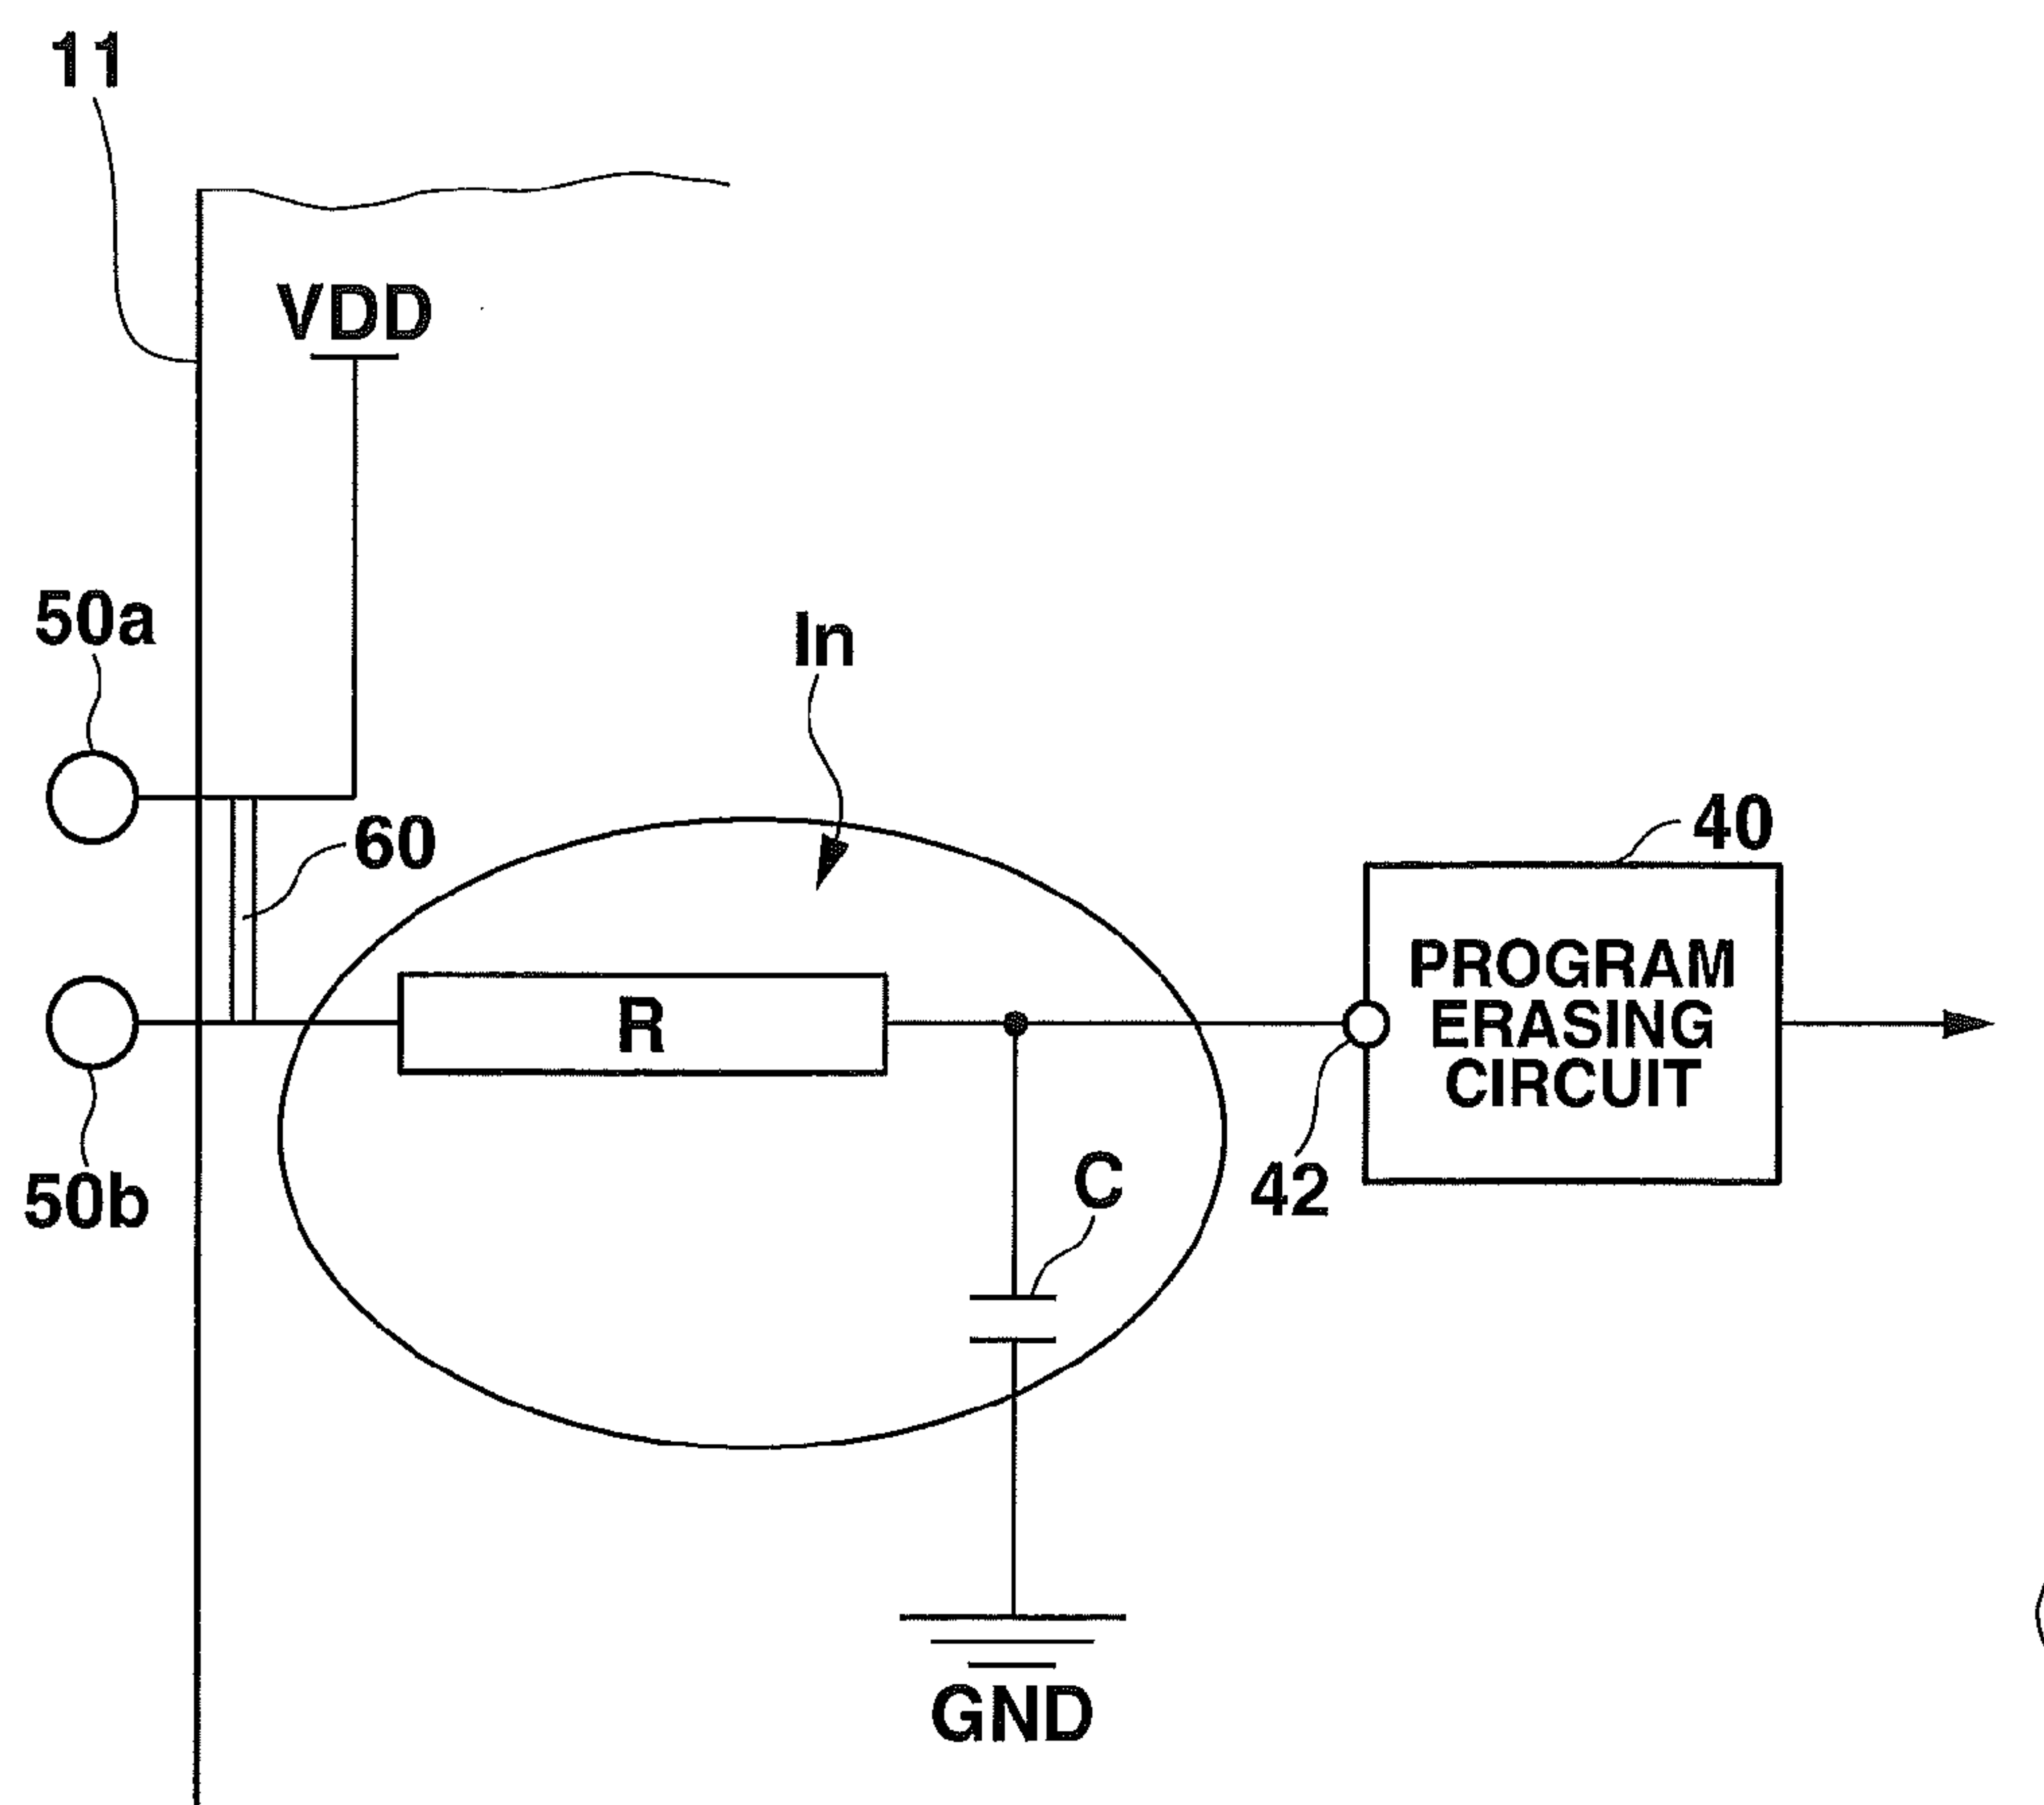 11
VDD
50a
In
60
40
R
PROGRAM
ERASING
CIRCUIT
50b
C
42
GND